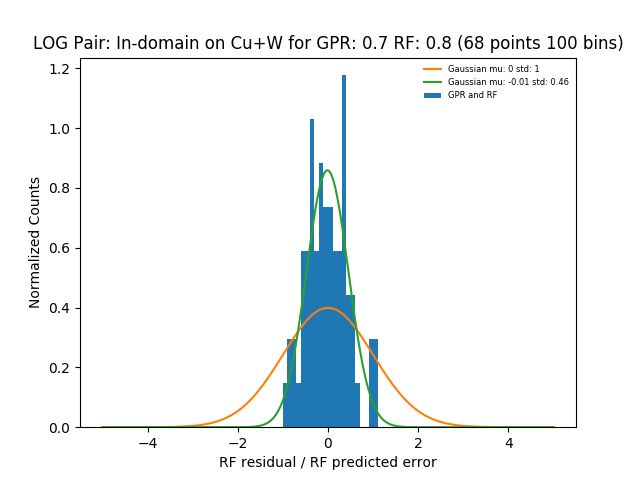 LOG Pair: In-domain on Cu+W for GPR: 0.7 RF: 0.8 (68 points 100 bins)
Gaussian mu: 0 std: 1
Gaussian mu: -0.01 std: 0.46
GPR and RF
Normalized Counts
1.2
1.0
0.8
0.6
0.4
0.2
0.0
−4
−2
0
2
4
RF residual / RF predicted error